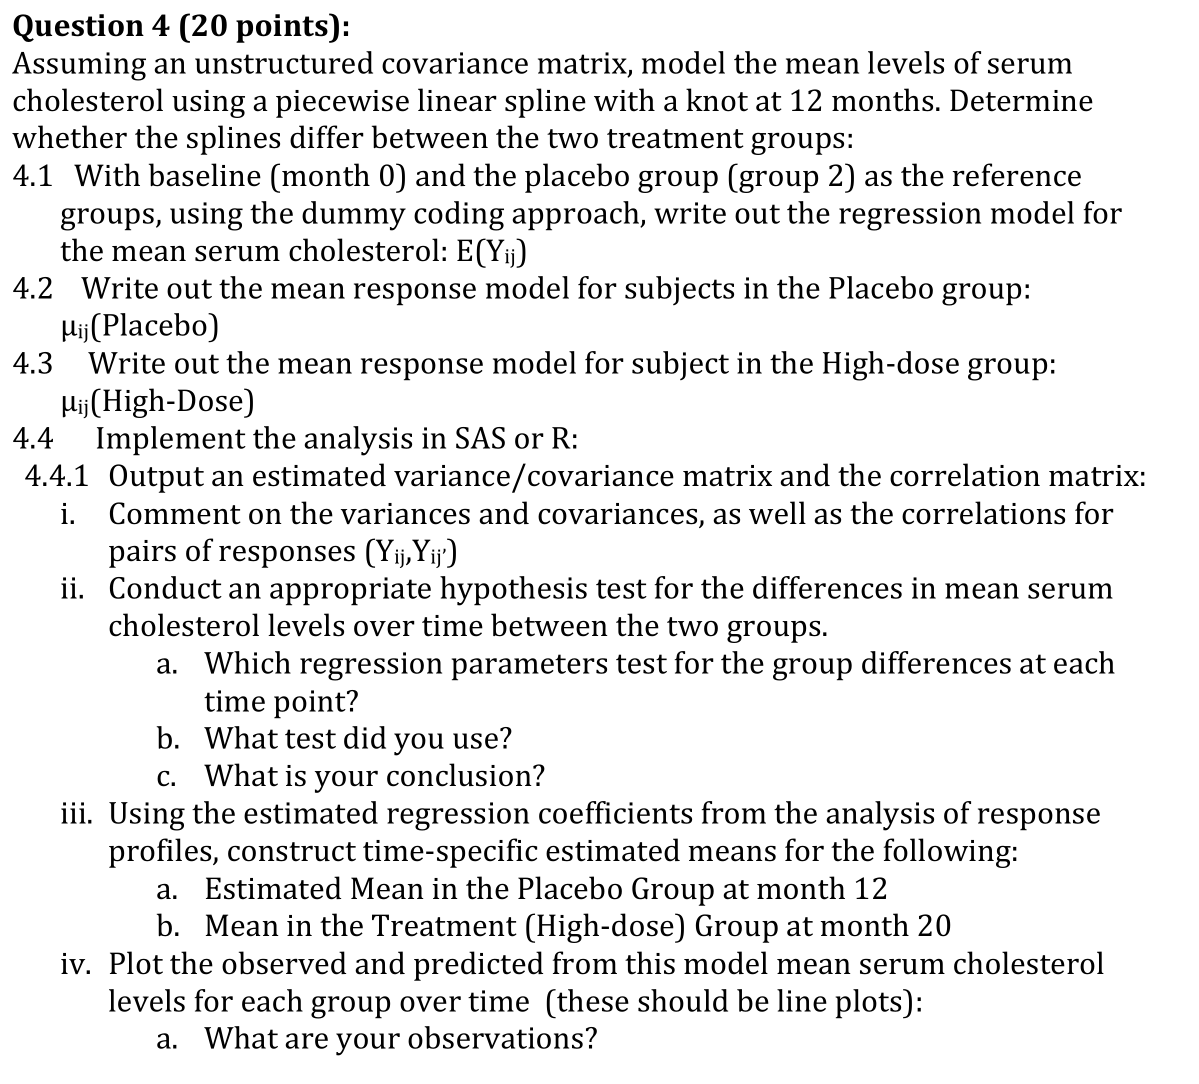 Question 4 (20 points):
Assuming an unstructured covariance matrix, model the mean levels of serum
cholesterol using a piecewise linear spline with a knot at 12 months. Determine
whether the splines differ between the two treatment groups:
4.1 With baseline (month 0) and the placebo group (group 2) as the reference
groups, using the dummy coding approach, write out the regression model for
the mean serum cholesterol: E(Yij)
4.2 Write out the mean response model for subjects in the Placebo group:
μij(Placebo)
4.3 Write out the mean response model for subject in the High-dose group:
μij(High-Dose)
4.4 Implement the analysis in SAS or R:
4.4.1 Output an estimated variance/covariance matrix and the correlation matrix:
i. Comment on the variances and covariances, as well as the correlations for
pairs of responses (Yij,Yij')
ii. Conduct an appropriate hypothesis test for the differences in mean serum
cholesterol levels over time between the two groups.
a. Which regression parameters test for the group differences at each
time point?
b. What test did you use?
c. What is your conclusion?
iii. Using the estimated regression coefficients from the analysis of response
profiles, construct time-specific estimated means for the following:
a. Estimated Mean in the Placebo Group at month 12
b. Mean in the Treatment (High-dose) Group at month 20
iv. Plot the observed and predicted from this model mean serum cholesterol
levels for each group over time (these should be line plots):
a. What are your observations?